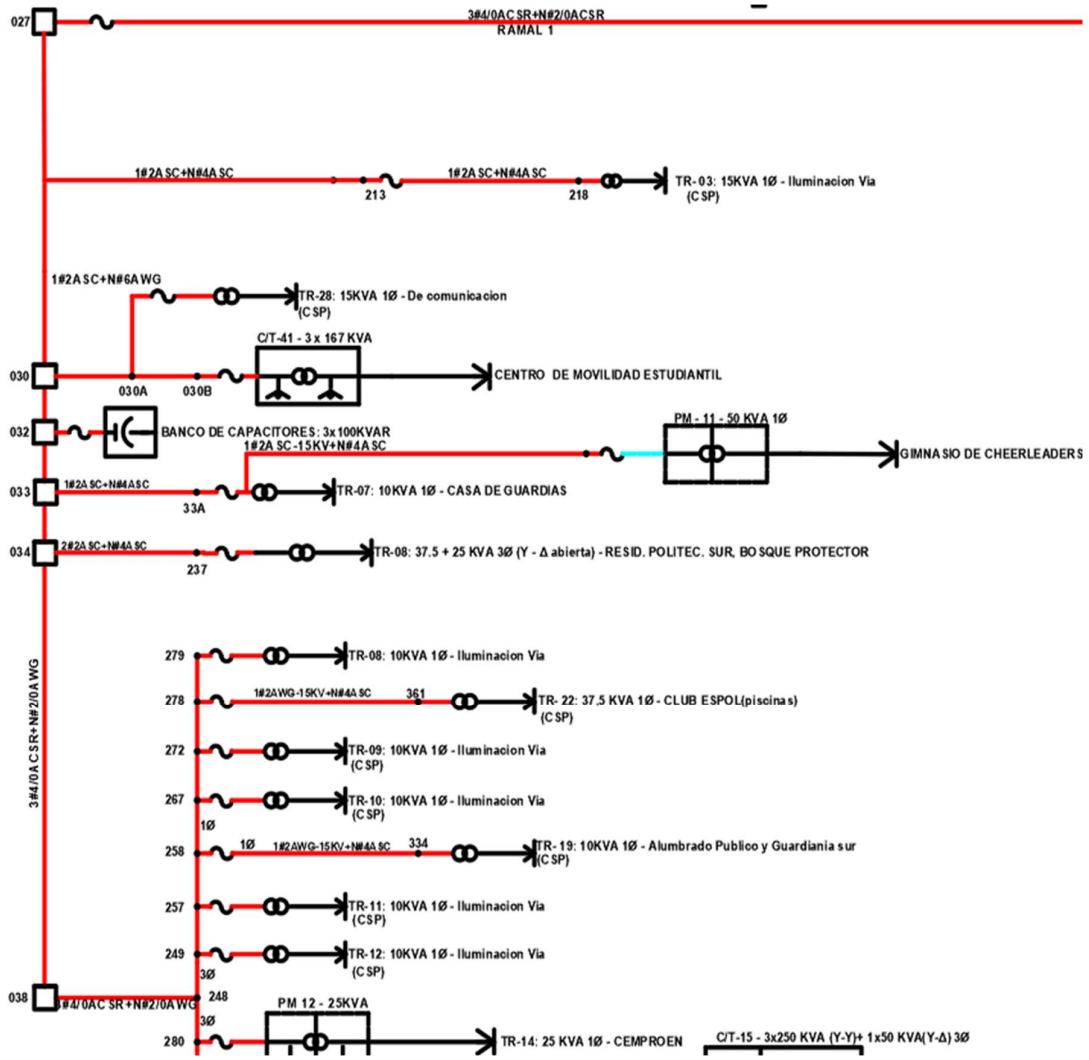 027
3#4/0ACSR+N#2/0ACSR
RAMAL 1
1#2ASC+N#4ASC
1#2ASC+N#4ASC
213
218
TR-03: 15KVA 1Ø - Iluminacion Via
(CSP)
1#2ASC+N#6AWG
TR-28: 15KVA 1Ø - De comunicacion
(CSP)
C/T-41 - 3 x 167 KVA
030
030A
030B
CENTRO DE MOVILIDAD ESTUDIANTIL
032
BANCO DE CAPACITORES: 3x100KVAR
PM - 11 - 50 KVA 1Ø
1#2ASC-15KV+N#4ASC
GIMNASIO DE CHEERLEADERS
033
1#2ASC+N#4ASC
33A
TR-07: 10KVA 1Ø - CASA DE GUARDIAS
034
2#2ASC+N#4ASC
237
TR-08: 37.5 + 25 KVA 3Ø (Y - Δ abierta) - RESID. POLITEC. SUR, BOSQUE PROTECTOR
3#4/0ACSR+N#2/0AWG
279
TR-08: 10KVA 1Ø - Iluminacion Via
278
1#2AWG-15KV+N#4ASC
361
TR- 22: 37,5 KVA 1Ø - CLUB ESPOL(piscinas)
(CSP)
272
TR-09: 10KVA 1Ø - Iluminacion Via
(CSP)
267
TR-10: 10KVA 1Ø - Iluminacion Via
(CSP)
1Ø
258
1Ø
1#2AWG-15KV+N#4ASC
334
TR- 19: 10KVA 1Ø - Alumbrado Publico y Guardiania sur
(CSP)
257
TR-11: 10KVA 1Ø - Iluminacion Via
(CSP)
249
TR-12: 10KVA 1Ø - Iluminacion Via
(CSP)
3Ø
038
3#4/0ACSR+N#2/0AWG
248
3Ø
PM 12 - 25KVA
280
TR-14: 25 KVA 1Ø - CEMPROEN
C/T-15 - 3x250 KVA (Y-Y)+ 1x50 KVA(Y-Δ) 3Ø